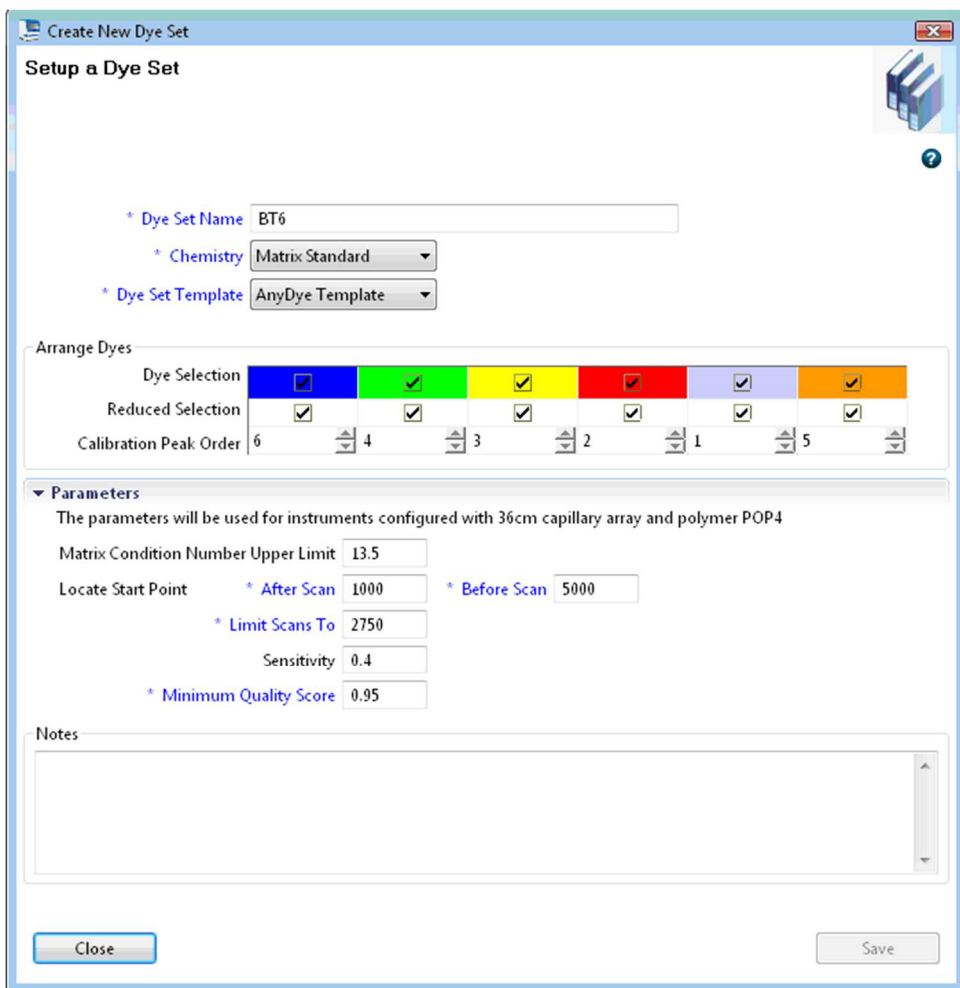 Create New Dye Set
Setup a Dye Set
?
* Dye Set Name BT6
* Chemistry Matrix Standard
* Dye Set Template AnyDye Template
Arrange Dyes
Dye Selection
Reduced Selection
Calibration Peak Order 6 4 3 2 1 5
Parameters
The parameters will be used for instruments configured with 36cm capillary array and polymer POP4
Matrix Condition Number Upper Limit 13.5
Locate Start Point * After Scan 1000 * Before Scan 5000
* Limit Scans To 2750
Sensitivity 0.4
* Minimum Quality Score 0.95
Notes
Close Save